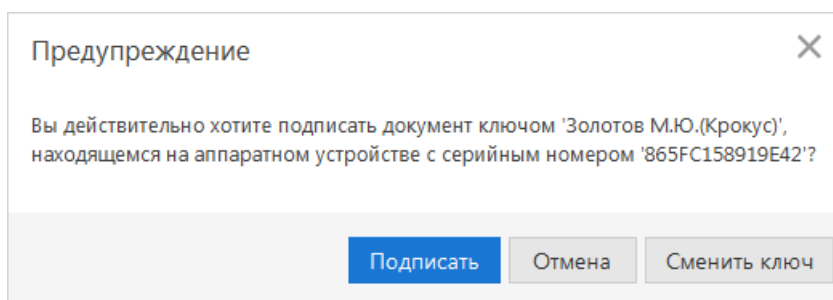 Предупреждение
Вы действительно хотите подписать документ ключом 'Золотов М.Ю.(Крокус)',
находящемся на аппаратном устройстве с серийным номером '865FC158919E42'?
Подписать Отмена Сменить ключ